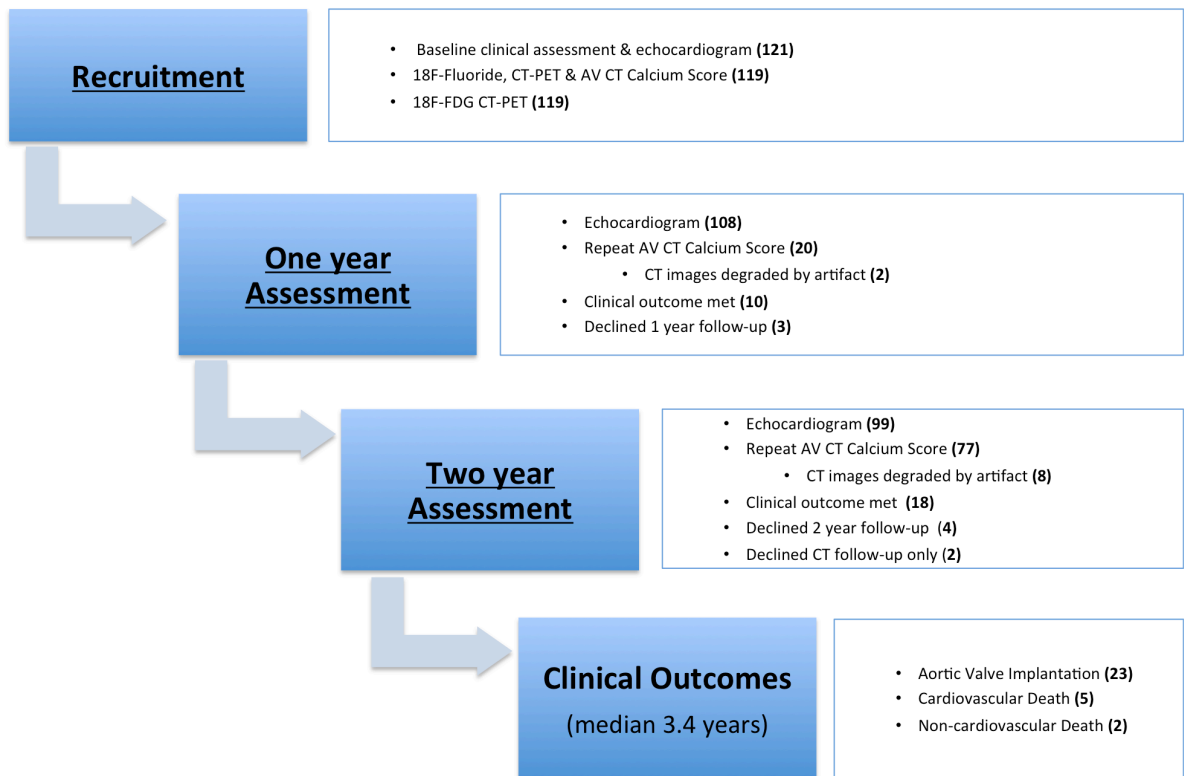 Recruitment
• Baseline clinical assessment & echocardiogram (121)
• 18F-Fluoride, CT-PET & AV CT Calcium Score (119)
• 18F-FDG CT-PET (119)
One year
Assessment
• Echocardiogram (108)
• Repeat AV CT Calcium Score (20)
• CT images degraded by artifact (2)
• Clinical outcome met (10)
• Declined 1 year follow-up (3)
Two year
Assessment
• Echocardiogram (99)
• Repeat AV CT Calcium Score (77)
• CT images degraded by artifact (8)
• Clinical outcome met (18)
• Declined 2 year follow-up (4)
• Declined CT follow-up only (2)
Clinical Outcomes
(median 3.4 years)
• Aortic Valve Implantation (23)
• Cardiovascular Death (5)
• Non-cardiovascular Death (2)